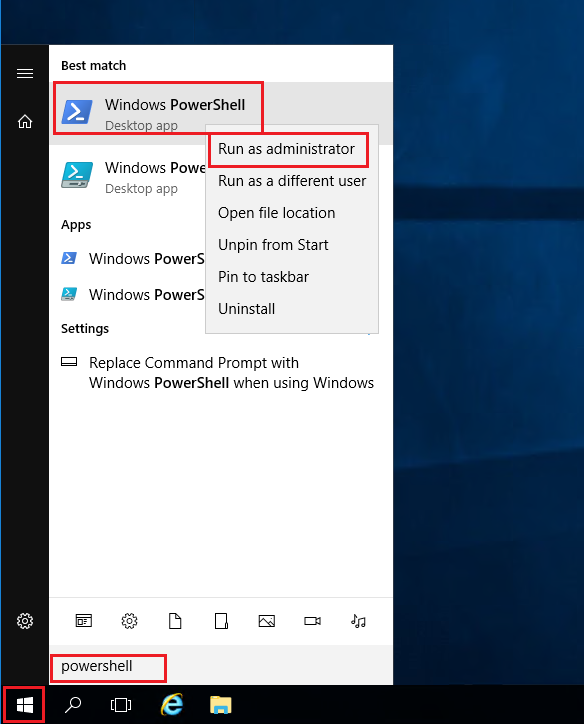 Best match
Windows PowerShell
Desktop app
Run as administrator
Windows Powe
Desktop app
Run as a different user
Open file location
Apps
Unpin from Start
Windows PowerS
Pin to taskbar
Windows PowerS
Uninstall
Settings
Replace Command Prompt with
Windows PowerShell when using Windows
powershell